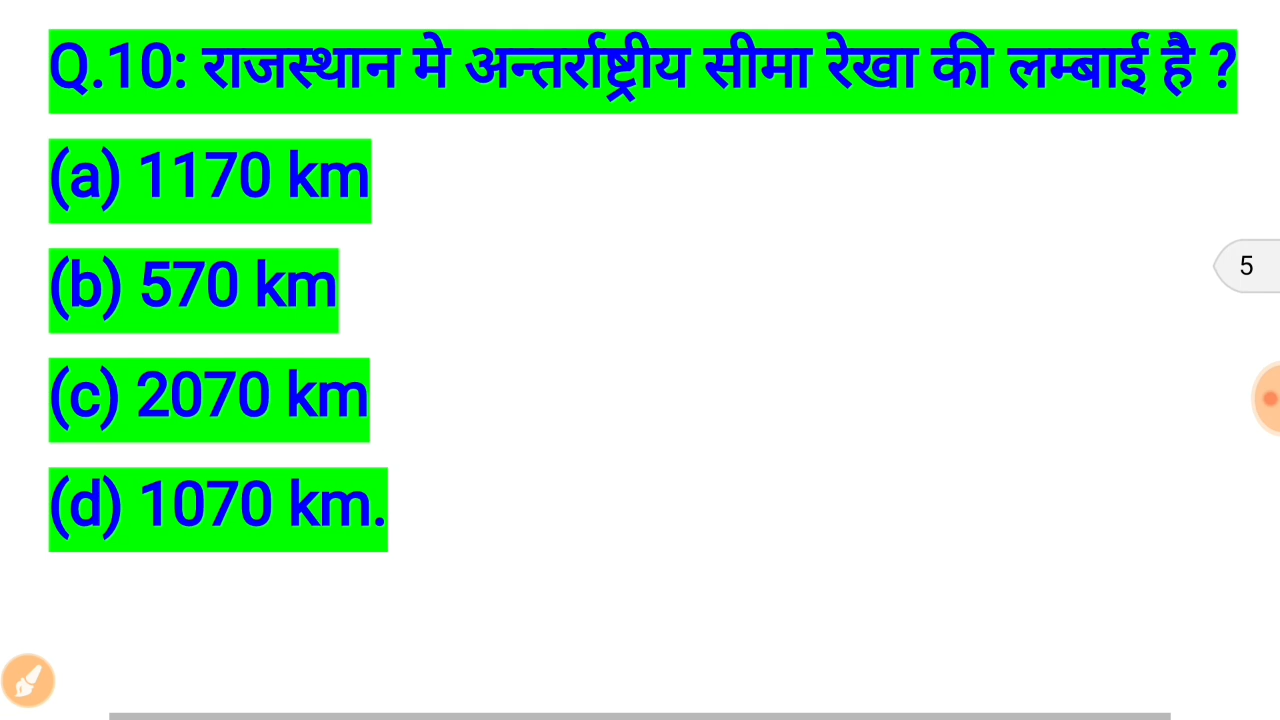 Q.10: राजस्थान मे अन्तर्राष्ट्रीय सीमा रेखा की लम्बाई है ?
(a) 1170 km
(b) 570 km
5
(c) 2070 km
(d) 1070 km.